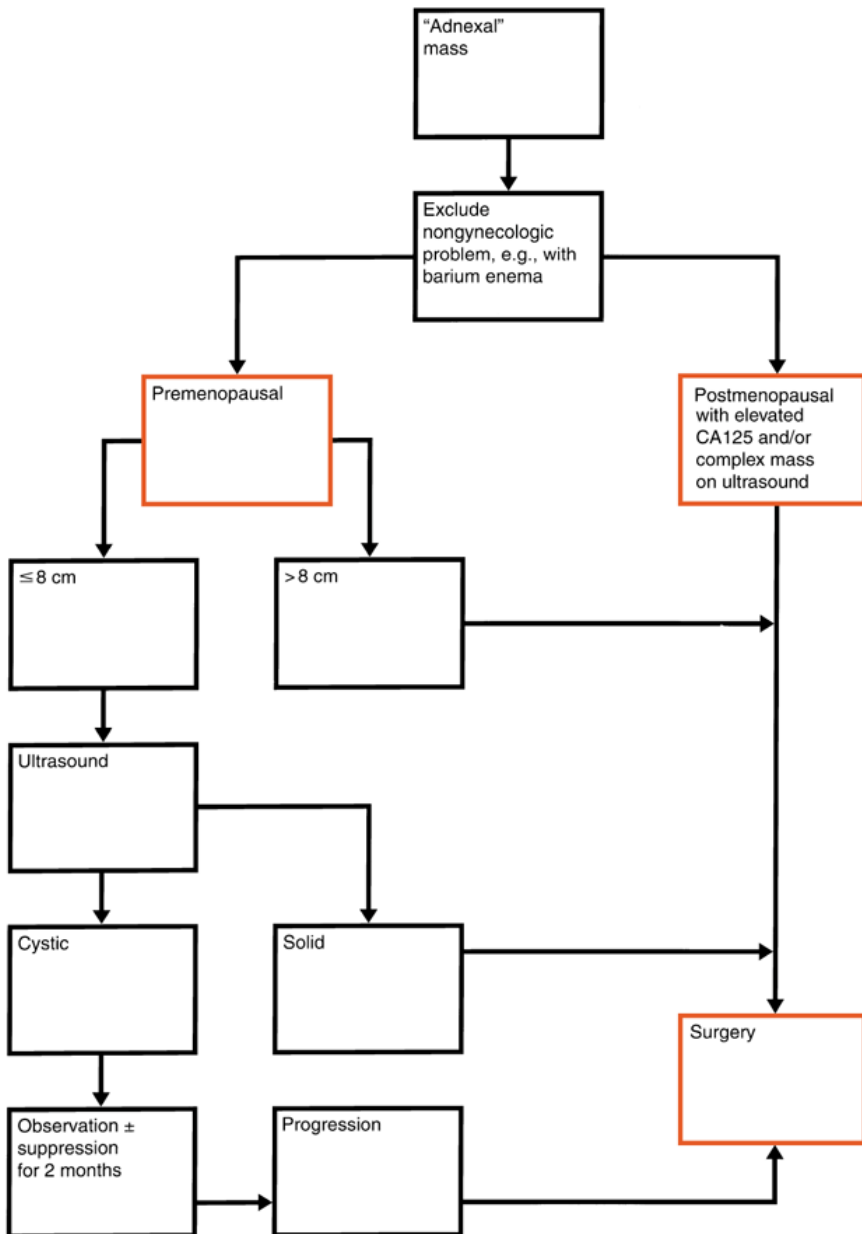 “Adnexal”
mass
Exclude
nongynecologic
problem, e.g., with
barium enema
Premenopausal
Postmenopausal
with elevated
CA125 and/or
complex mass
on ultrasound
≤8 cm
>8 cm
Ultrasound
Cystic
Solid
Surgery
Observation ±
suppression
for 2 months
Progression